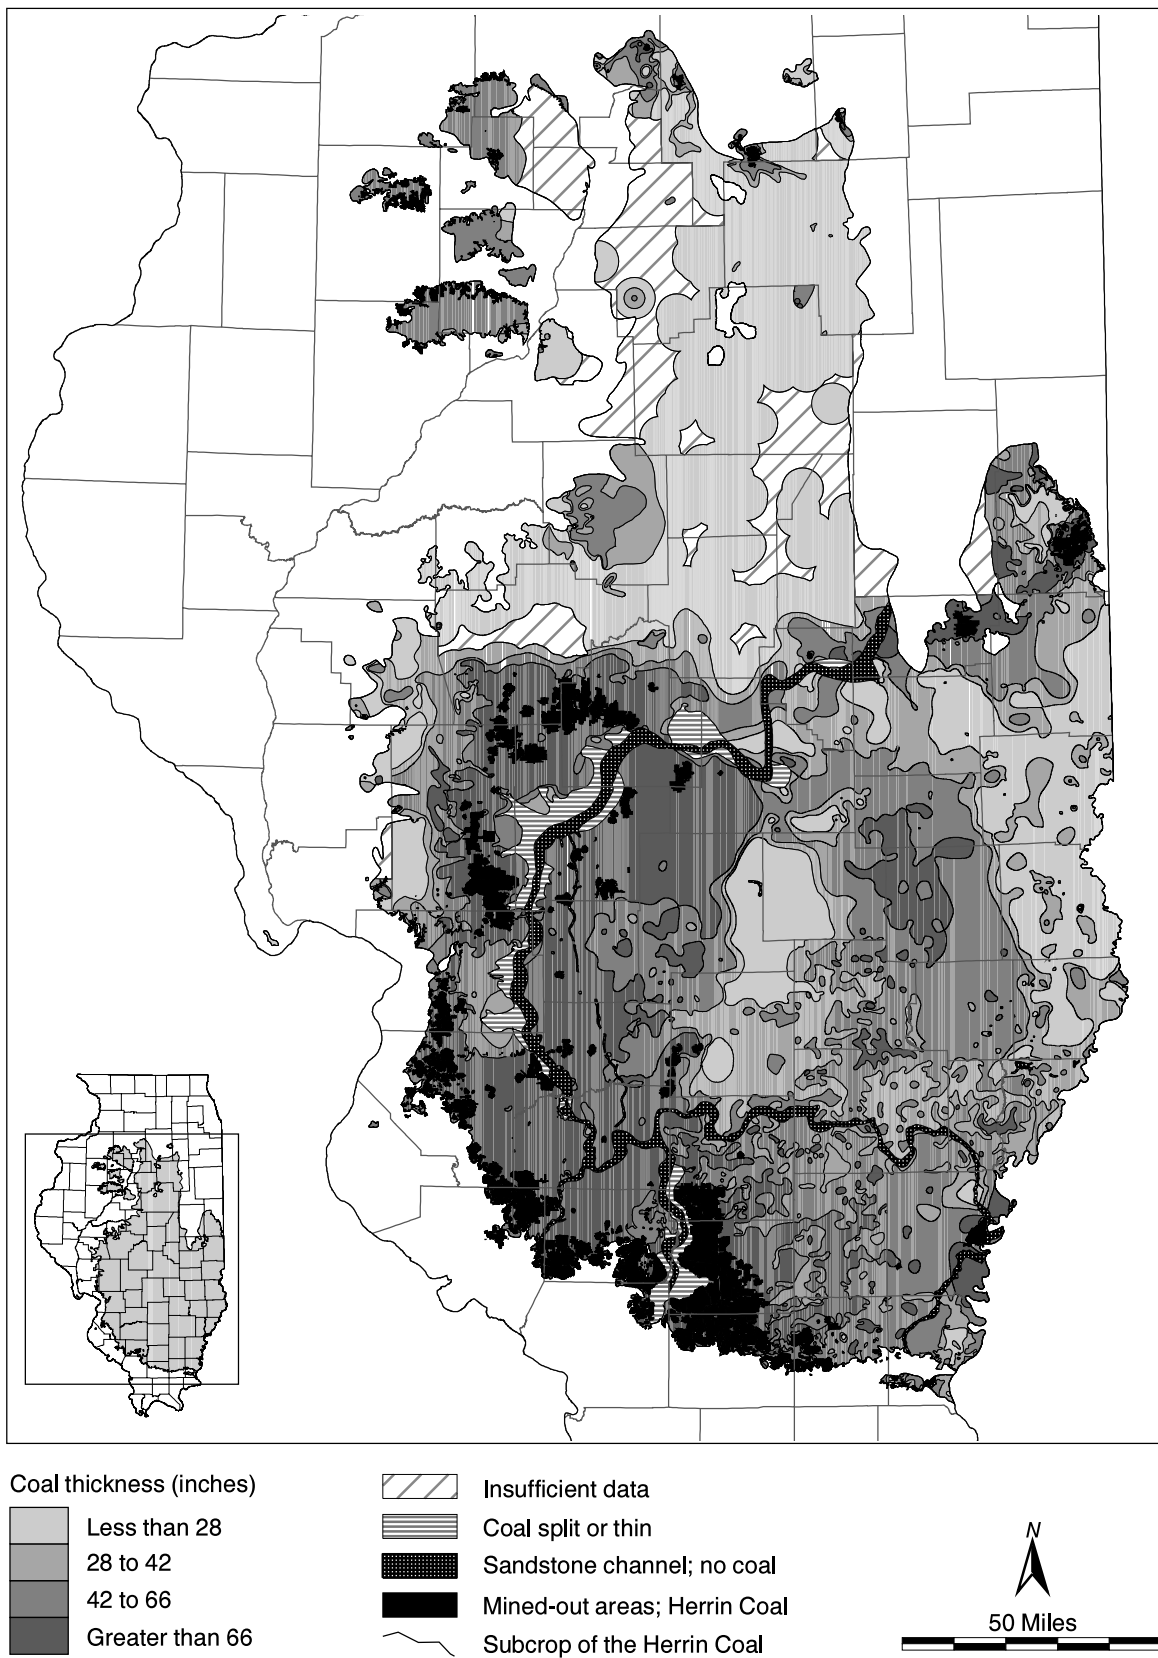 Coal thickness (inches)
Less than 28
28 to 42
42 to 66
Greater than 66
Insufficient data
Coal split or thin
Sandstone channel; no coal
Mined-out areas; Herrin Coal
Subcrop of the Herrin Coal
N
50 Miles